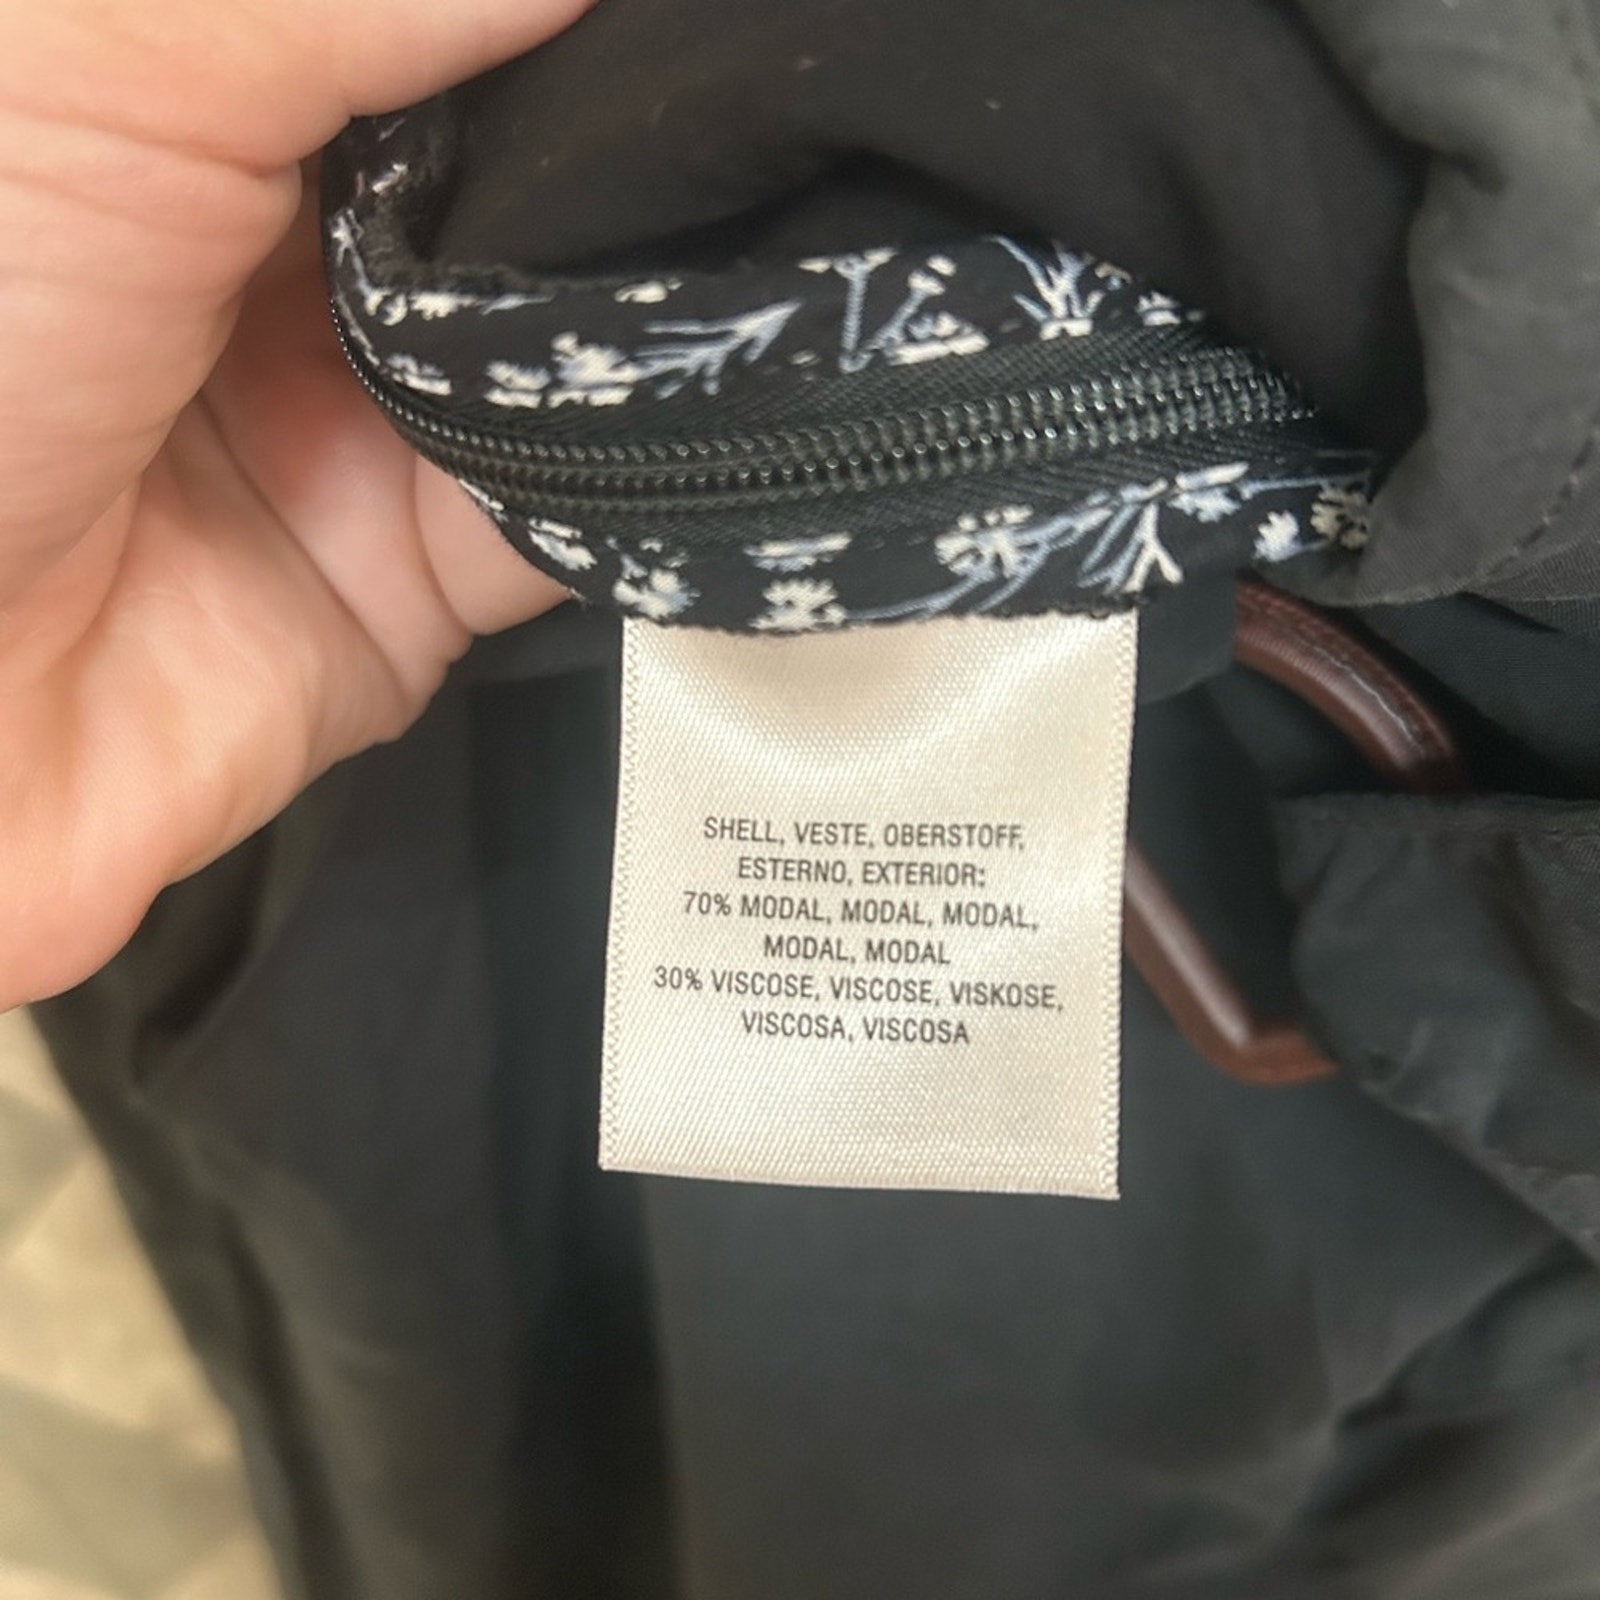 SHELL, VESTE, OBERSTOFF,
ESTERNO, EXTERIOR:
70% MODAL, MODAL, MODAL,
MODAL, MODAL
30% VISCOSE, VISCOSE, VISKOSE,
VISCOSA, VISCOSA